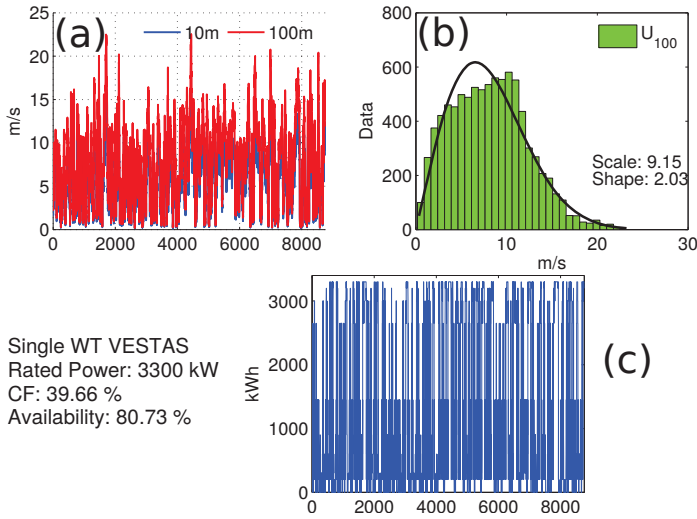 (a)
10m
100m
m/s
25
20
15
10
5
0
0 2000 4000 6000 8000
(b)
U100
Data
800
600
400
200
0
Scale: 9.15
Shape: 2.03
0 10 20 30
m/s
Single WT VESTAS
Rated Power: 3300 kW
CF: 39.66 %
Availability: 80.73 %
(c)
kWh
3000
2000
1000
0
0 2000 4000 6000 8000